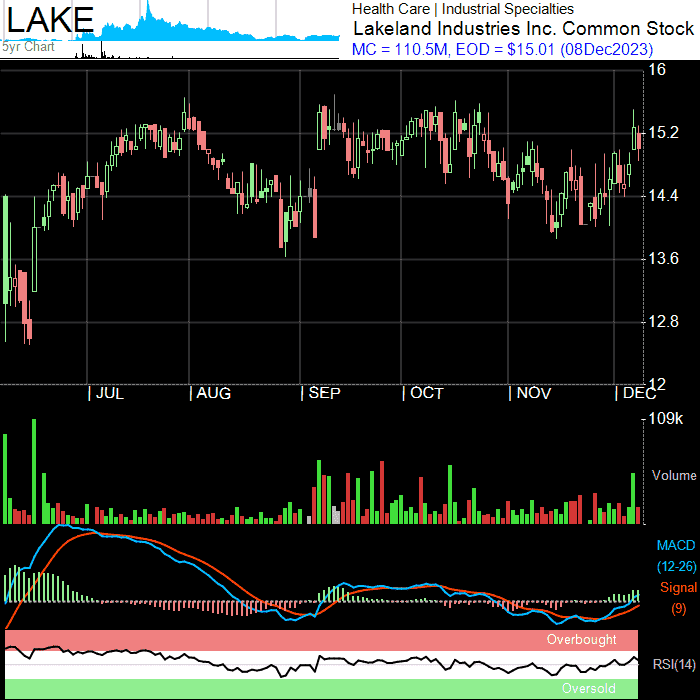 LAKE
5yr Chart
Health Care | Industrial Specialties
Lakeland Industries Inc. Common Stock
MC = 110.5M, EOD = $15.01 (08Dec2023)
16
15.2
14.4
13.6
12.8
12
| JUL
| AUG
| SEP
| OCT
| NOV
| DEC
109k
Volume
MACD
(12-26)
Signal
(9)
Overbought
RSI(14)
Oversold